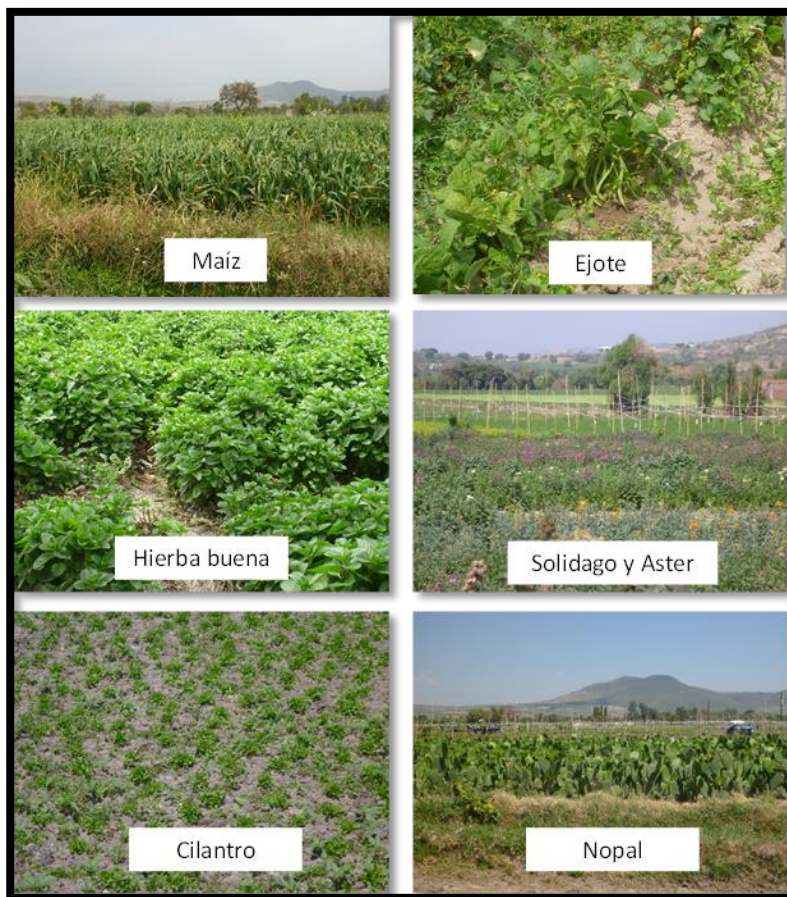 Maíz
Ejote
Hierba buena
Solidago y Aster
Cilantro
Nopal